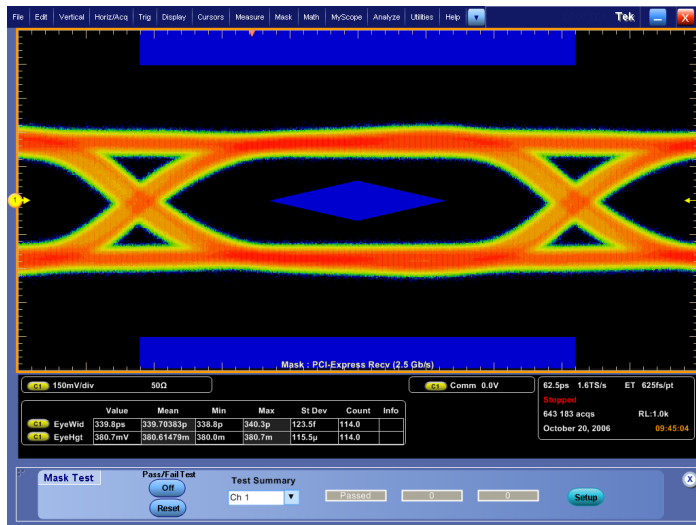 File Edit Vertical Horiz/Acq Trig Display Cursors Measure Mask Math MyScope Analyze Utilities Help Tek X
1
Mask : PCI-Express Recv (2.5 Gb/s)
C1 150mV/div 50Ω
C1 Comm 0.0V
62.5ps 1.6TS/s ET 625fs/pt
Stopped
643 183 acqs RL:1.0k
October 20, 2006 09:45:04
Value Mean Min Max St Dev Count Info
C1 EyeWid 339.8ps 339.70383p 338.8p 340.3p 123.5f 114.0
C1 EyeHgt 380.7mV 380.61479m 380.0m 380.7m 115.5µ 114.0
Mask Test
Pass/Fail Test
Off
Reset
Test Summary
Ch 1
Passed 0 0
Setup
X